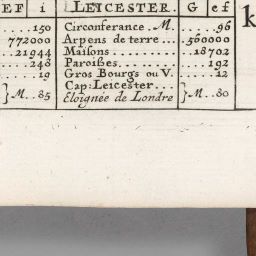 EF i LEICESTER. G ef
...150 Circonferance. M. ...96
772000 Arpens de terre...560000
..21944 Maisons..........18702
....248 Paroißes..........192
.....19 Gros Bourgs ou V. ....12
Cap: Leicester...
}M..85 Eloignée de Londre }M..80
k